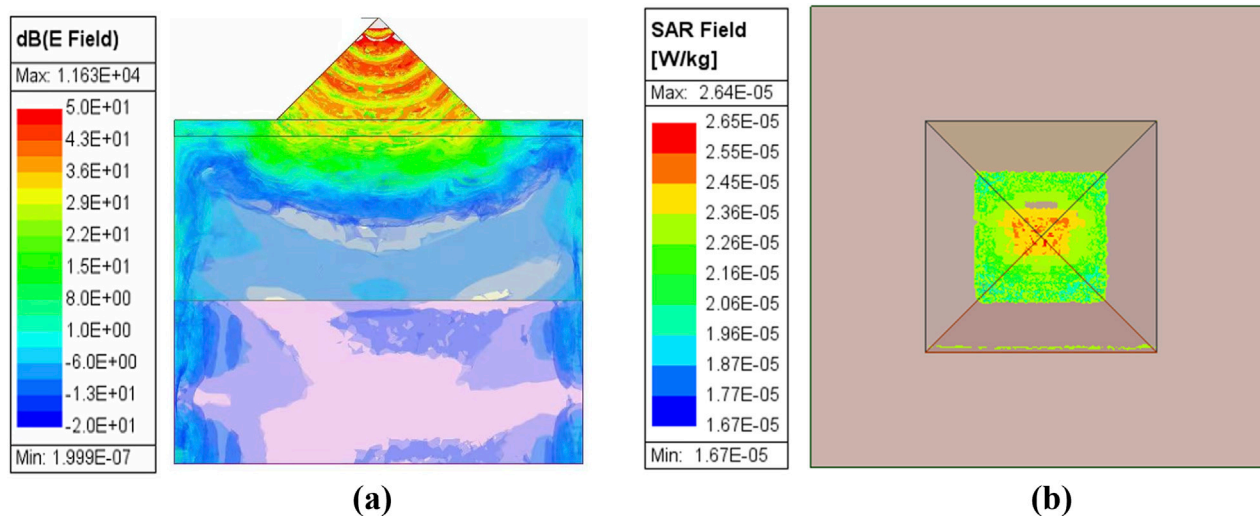 dB(E Field)
Max: 1.163E+04
5.0E+01
4.3E+01
3.6E+01
2.9E+01
2.2E+01
1.5E+01
8.0E+00
1.0E+00
-6.0E+00
-1.3E+01
-2.0E+01
Min: 1.999E-07
(a)
SAR Field
[W/kg]
Max: 2.64E-05
2.65E-05
2.55E-05
2.45E-05
2.36E-05
2.26E-05
2.16E-05
2.06E-05
1.96E-05
1.87E-05
1.77E-05
1.67E-05
Min: 1.67E-05
(b)